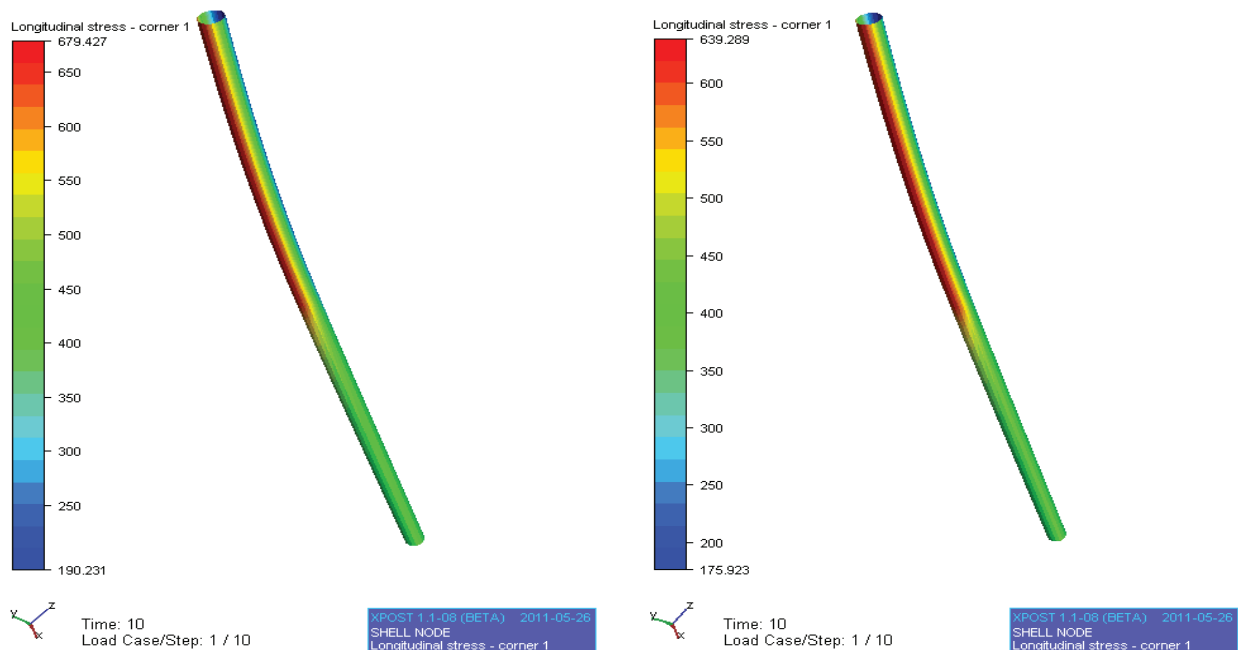 Longitudinal stress - corner 1
679.427
650
600
550
500
450
400
350
300
250
190.231
y z
x
Time: 10
Load Case/Step: 1 / 10
XPOST 1.1-08 (BETA) 2011-05-26
SHELL NODE
Longitudinal stress - corner 1
Longitudinal stress - corner 1
639.289
600
550
500
450
400
350
300
250
200
175.923
y z
x
Time: 10
Load Case/Step: 1 / 10
XPOST 1.1-08 (BETA) 2011-05-26
SHELL NODE
Longitudinal stress - corner 1